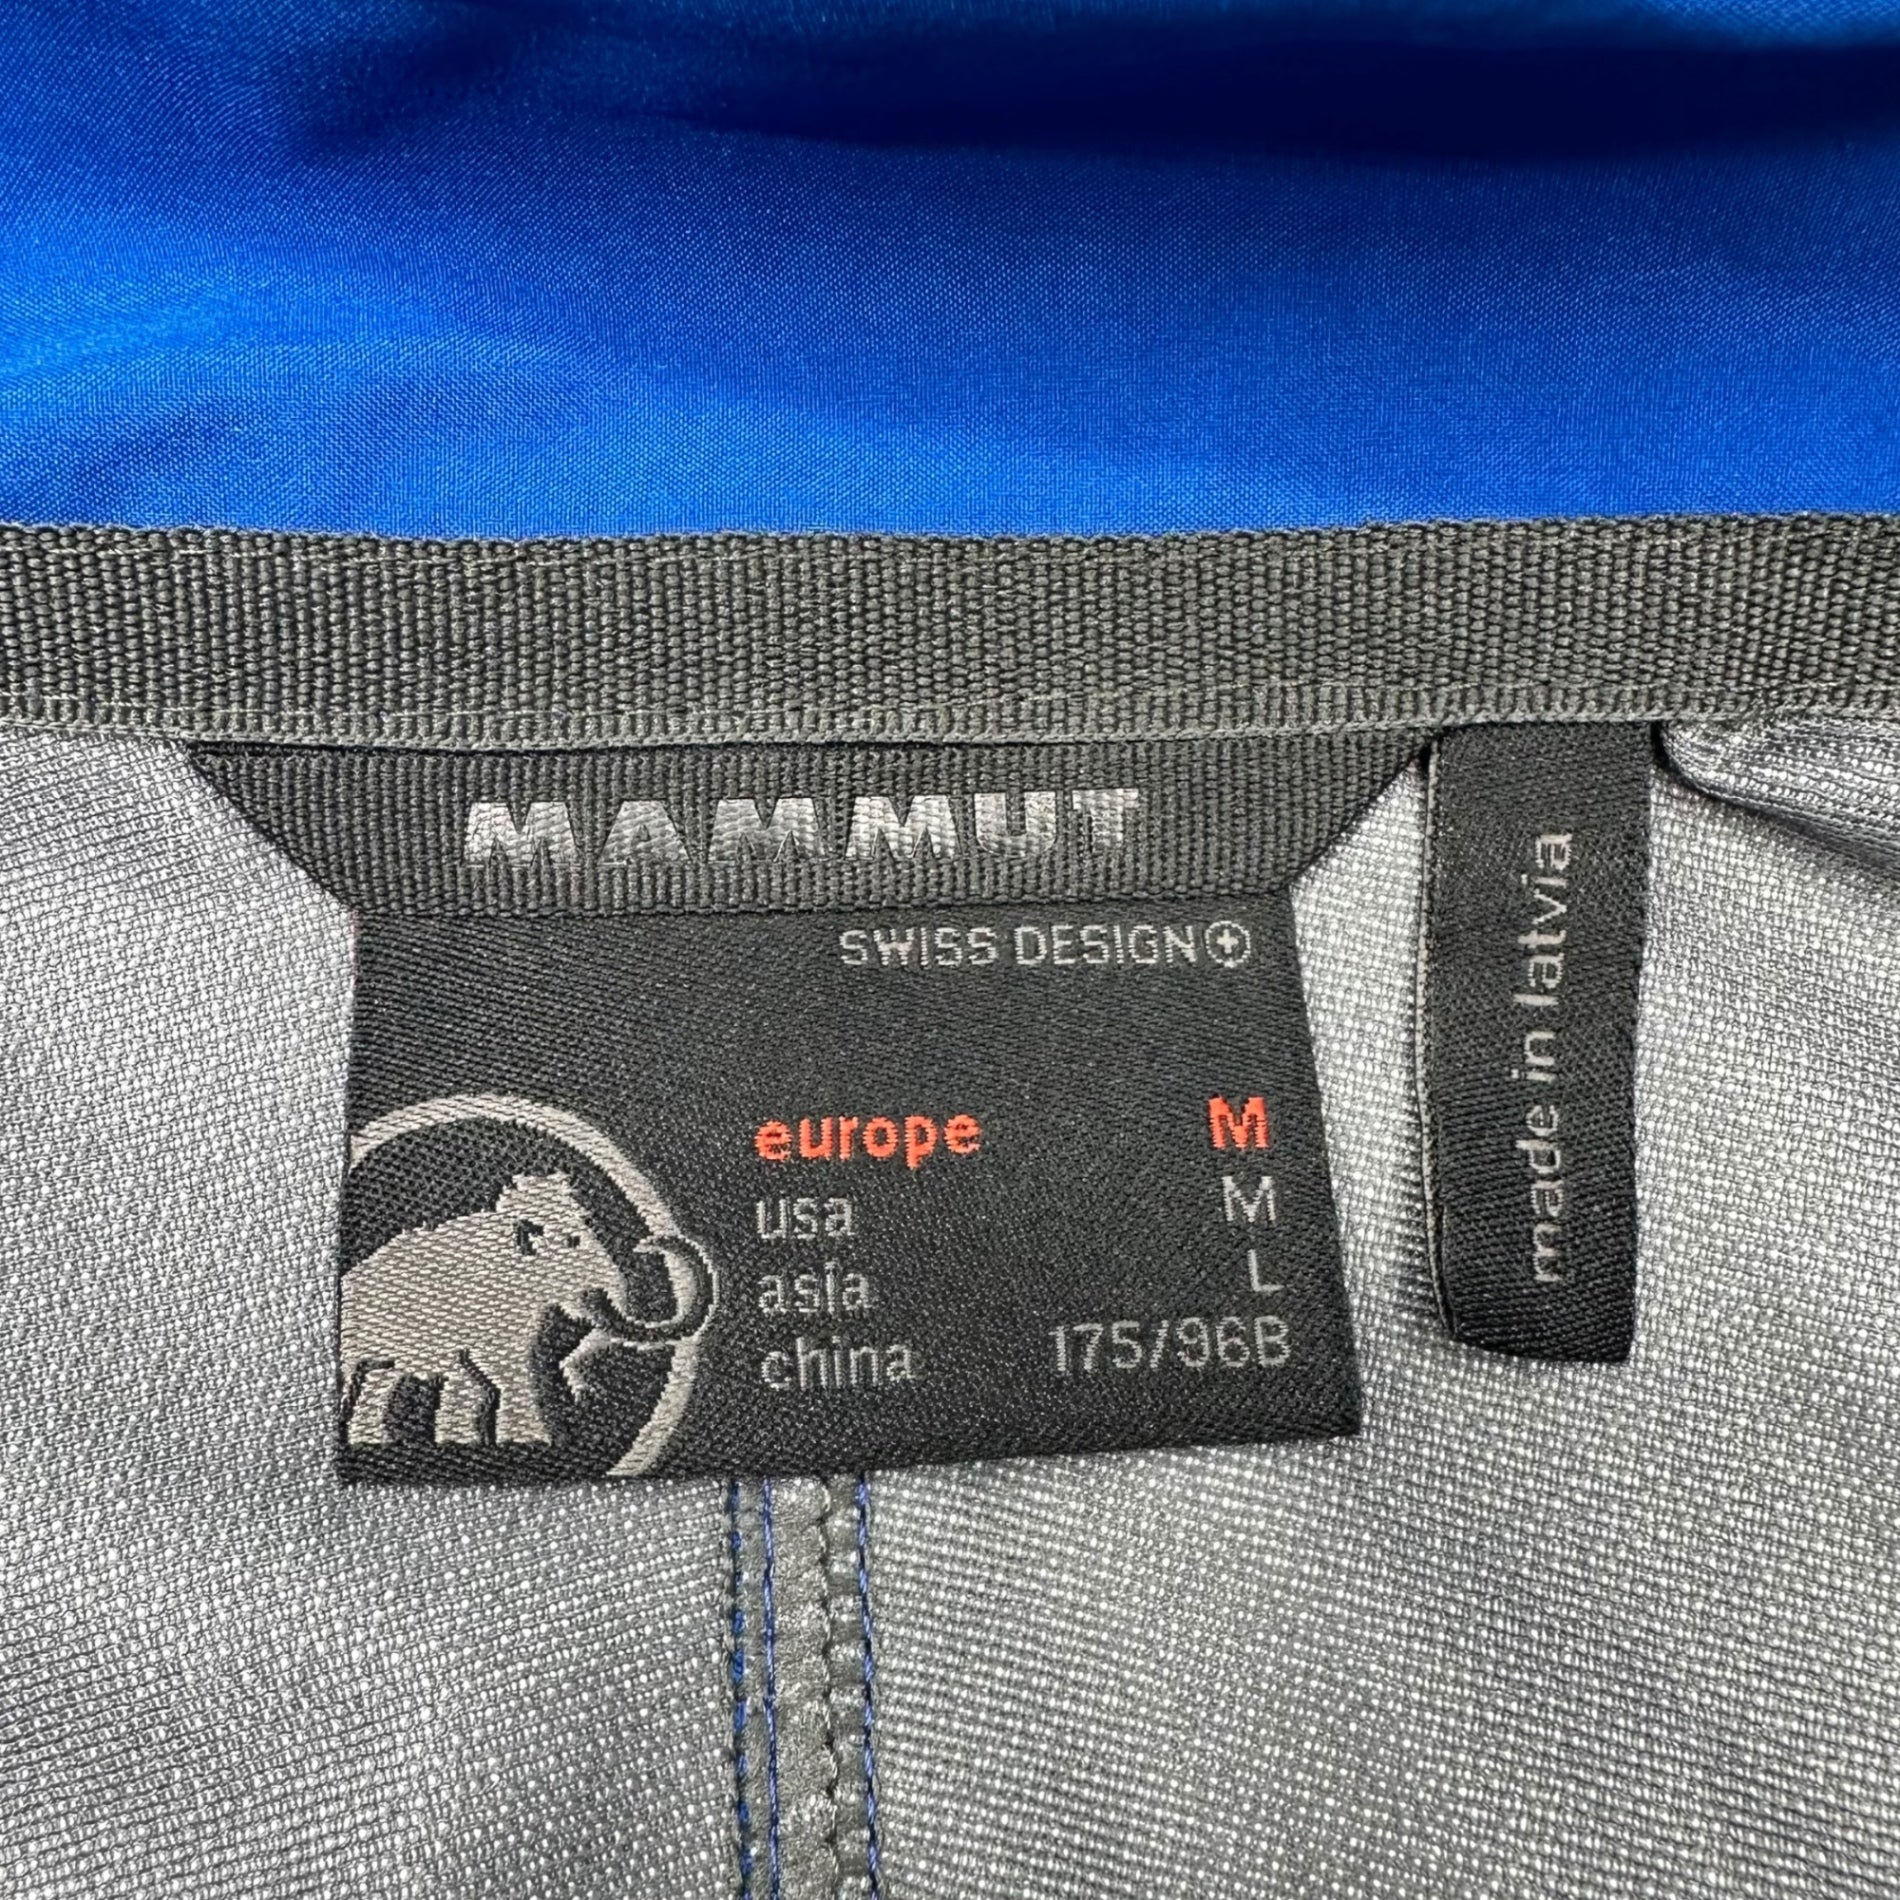 MAMMUT
SWISS DESIGN
europe M
usa M
asia L
china 175/96B
made in latvia